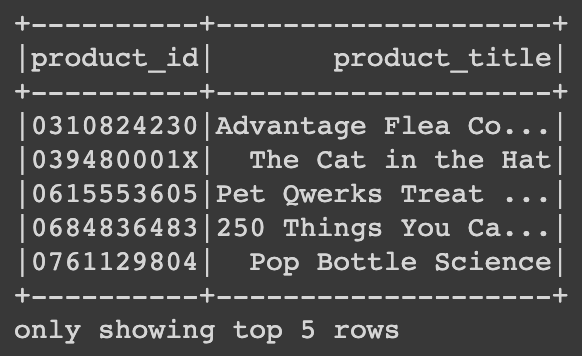 +----------+--------------------+
|product_id|       product_title|
+----------+--------------------+
|0310824230|Advantage Flea Co...|
|039480001X|  The Cat in the Hat|
|0615553605|Pet Qwerks Treat ...|
|0684836483|250 Things You Ca...|
|0761129804|  Pop Bottle Science|
+----------+--------------------+
only showing top 5 rows